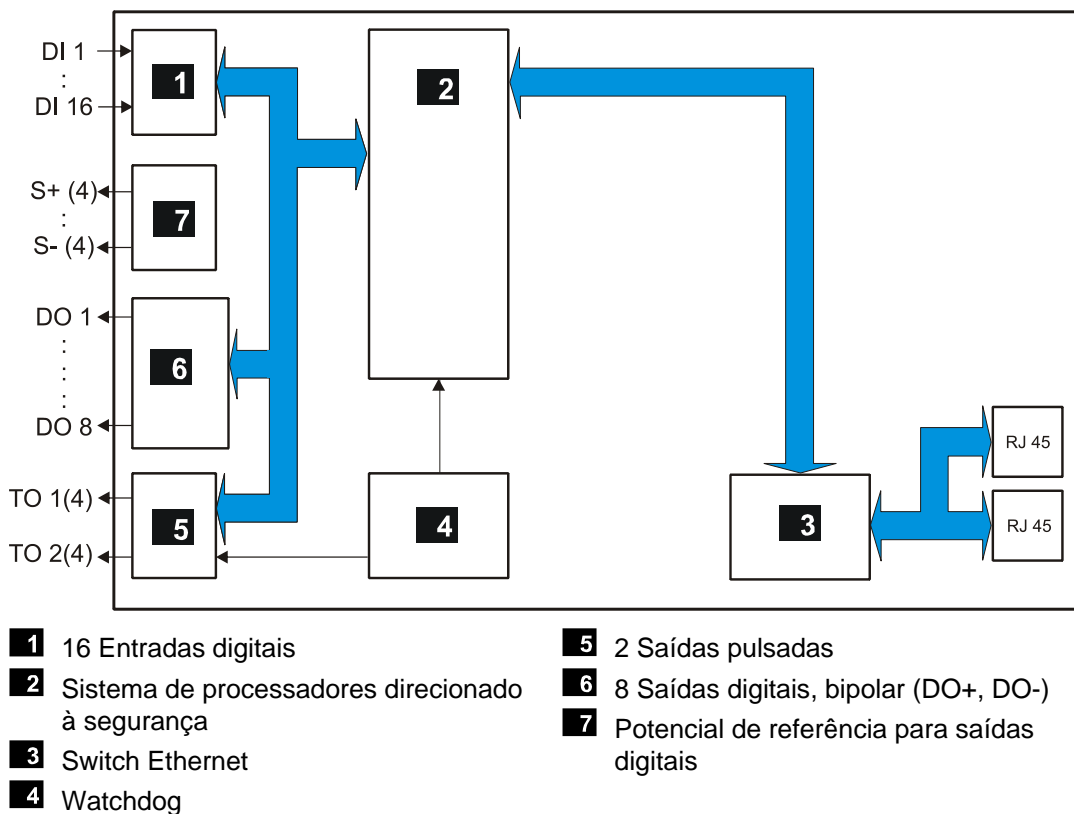 DI 1
:
DI 16
1
2
S+ (4)
:
S- (4)
7
DO 1
:
:
:
DO 8
6
RJ 45
TO 1(4)
TO 2(4)
5
4
3
RJ 45
1 16 Entradas digitais
2 Sistema de processadores direcionado
à segurança
3 Switch Ethernet
4 Watchdog
5 2 Saídas pulsadas
6 8 Saídas digitais, bipolar (DO+, DO-)
7 Potencial de referência para saídas
digitais